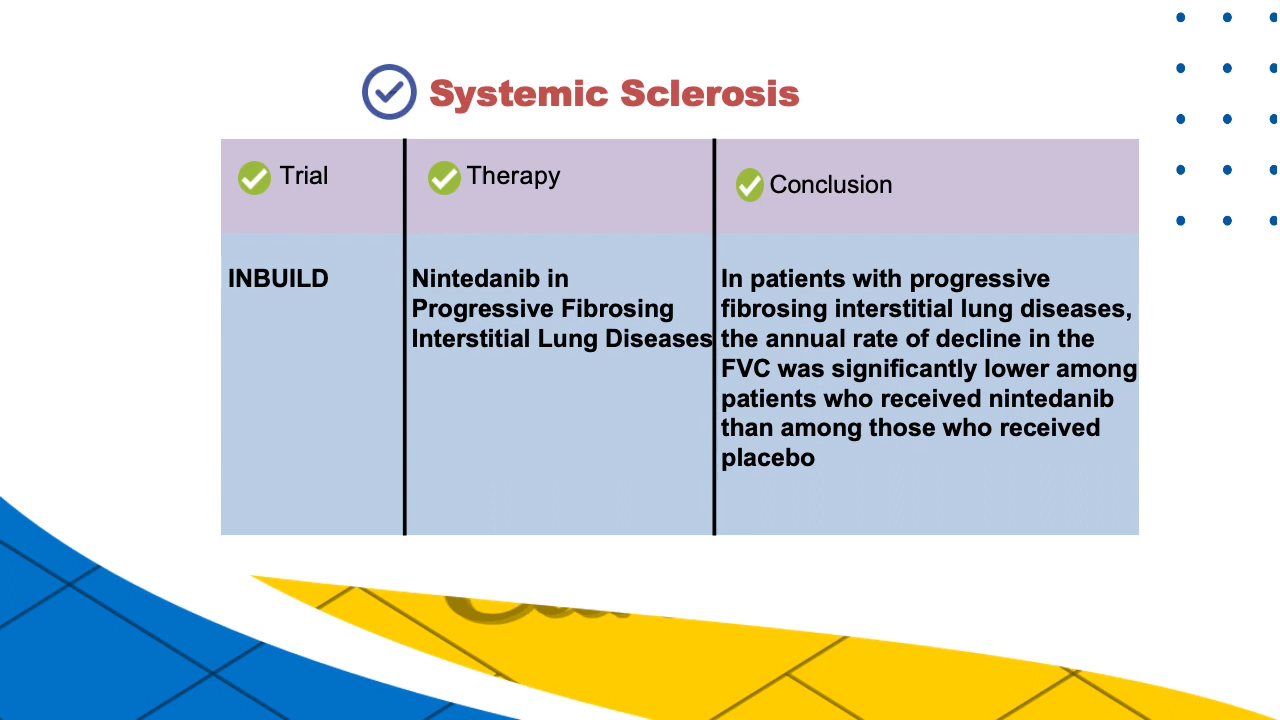 Systemic Sclerosis
Trial
Therapy
Conclusion
INBUILD
Nintedanib in
Progressive Fibrosing
Interstitial Lung Diseases
In patients with progressive
fibrosing interstitial lung diseases,
the annual rate of decline in the
FVC was significantly lower among
patients who received nintedanib
than among those who received
placebo